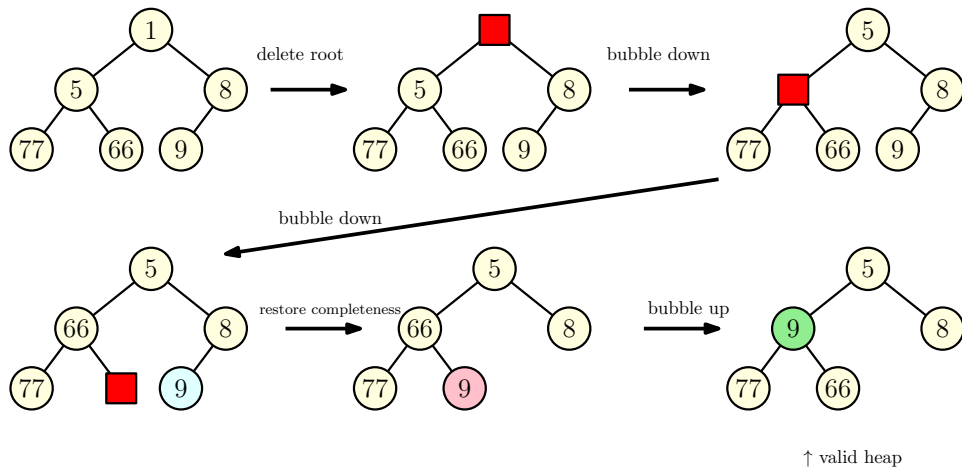 1
delete root
bubble down
5
5 8
5
8
8
77 66 9
77 66 9
77 66 9
bubble down
5
5
5
restore completeness
bubble up
66 8
66 8
9 8
77 9
77 9
77 66
↑ valid heap